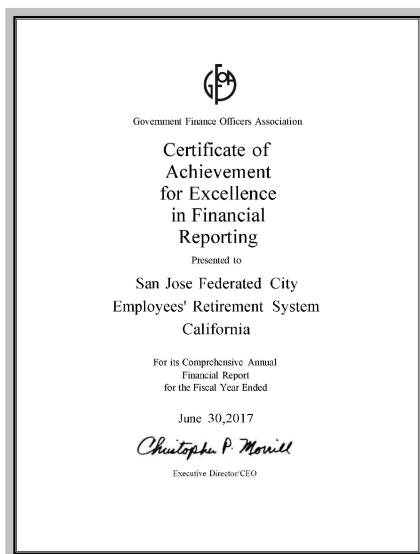 GFOA
Government Finance Officers Association
Certificate of
Achievement
for Excellence
in Financial
Reporting
Presented to
San Jose Federated City
Employees' Retirement System
California
For its Comprehensive Annual
Financial Report
for the Fiscal Year Ended
June 30,2017
Christopher P. Morrill
Executive Director/CEO